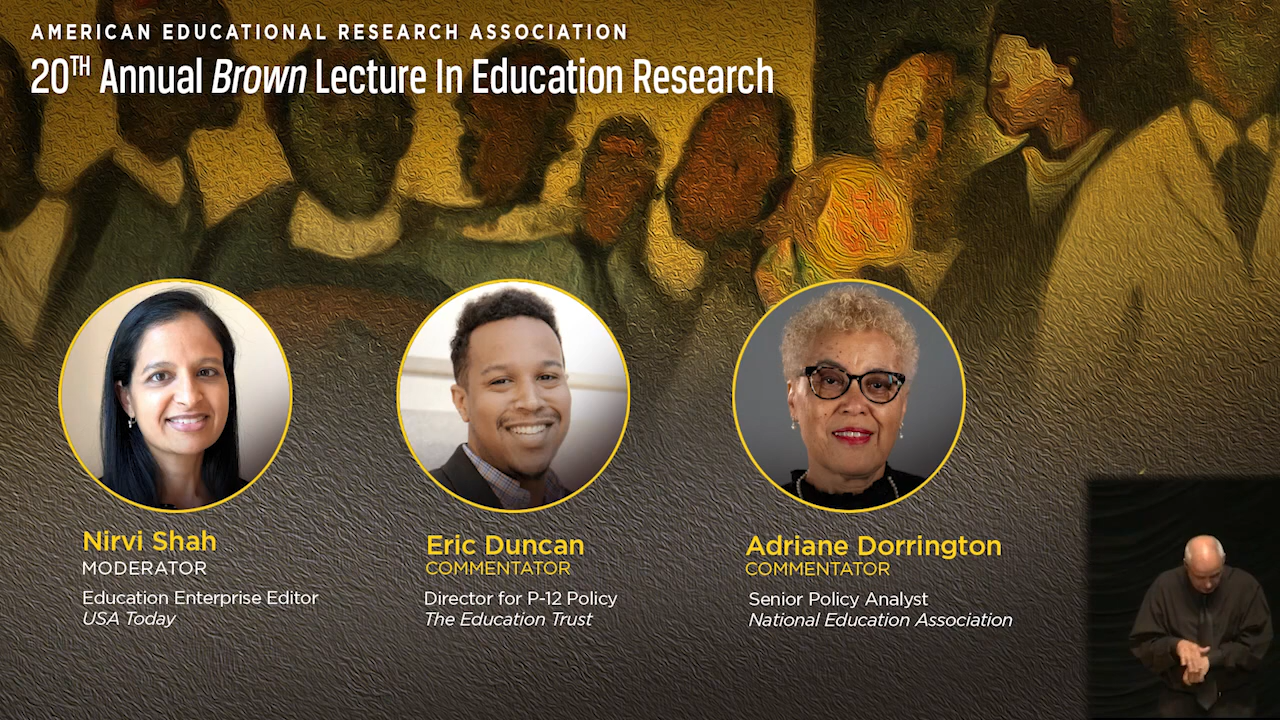 AMERICAN EDUCATIONAL RESEARCH ASSOCIATION
20TH Annual Brown Lecture In Education Research
Nirvi Shah
MODERATOR
Education Enterprise Editor
USA Today
Eric Duncan
COMMENTATOR
Director for P-12 Policy
The Education Trust
Adriane Dorrington
COMMENTATOR
Senior Policy Analyst
National Education Association